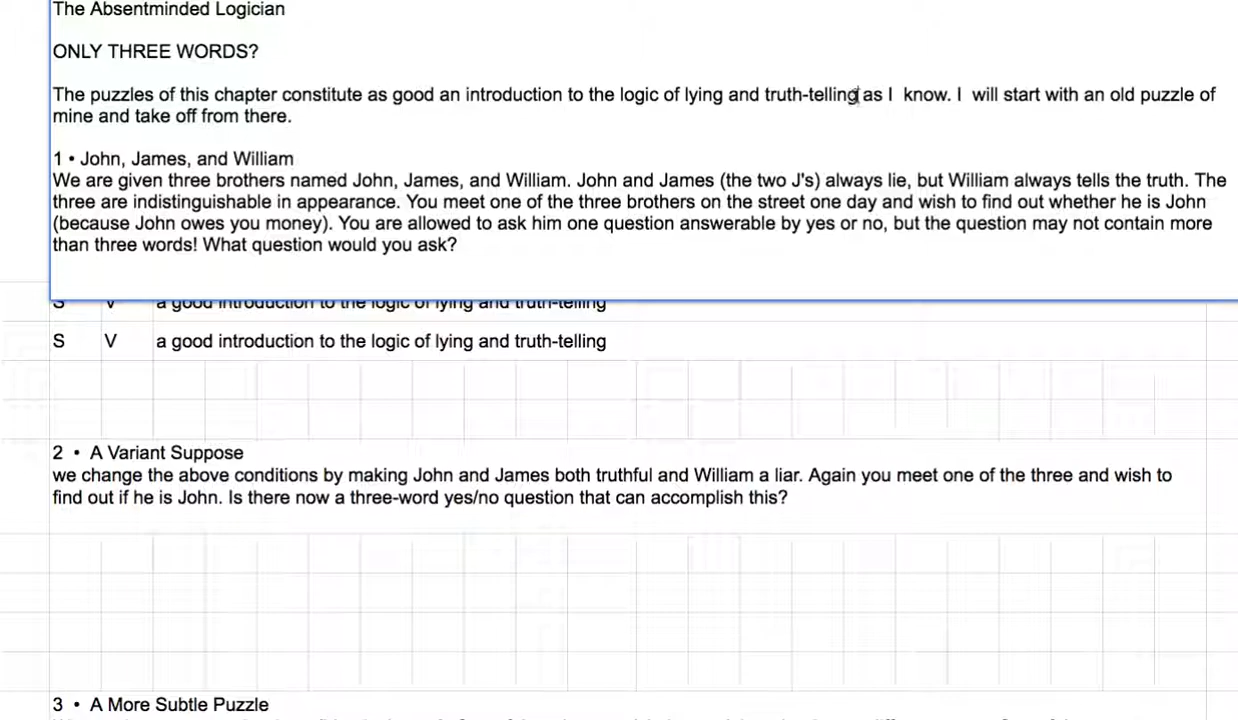 The Absentminded Logician
ONLY THREE WORDS?
The puzzles of this chapter constitute as good an introduction to the logic of lying and truth-telling as I know. I will start with an old puzzle of
mine and take off from there.
1 • John, James, and William
We are given three brothers named John, James, and William. John and James (the two J's) always lie, but William always tells the truth. The
three are indistinguishable in appearance. You meet one of the three brothers on the street one day and wish to find out whether he is John
(because John owes you money). You are allowed to ask him one question answerable by yes or no, but the question may not contain more
than three words! What question would you ask?
S V a good introduction to the logic of lying and truth-telling
S V a good introduction to the logic of lying and truth-telling
2 • A Variant Suppose
we change the above conditions by making John and James both truthful and William a liar. Again you meet one of the three and wish to
find out if he is John. Is there now a three-word yes/no question that can accomplish this?
3 • A More Subtle Puzzle